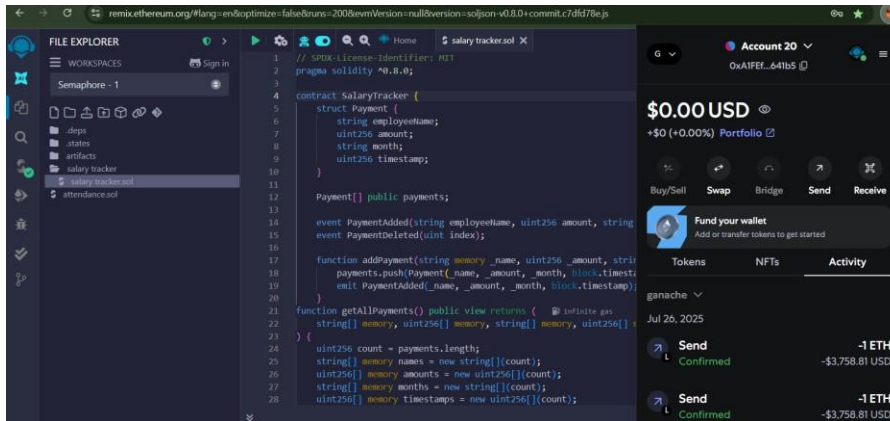 remix.ethereum.org/#lang=en&optimize=false&runs=200&evmVersion=null&version=soljson-v0.8.0+commit.c7dfd78e.js
FILE EXPLORER
WORKSPACES
Sign in
Semaphore - 1
.deps
.states
artifacts
salary tracker
salary tracker.sol
attendance.sol
Home
salary tracker.sol
1 // SPDX-License-Identifier: MIT
2 pragma solidity ^0.8.0;
3
4 contract SalaryTracker {
5 struct Payment {
6 string employeeName;
7 uint256 amount;
8 string month;
9 uint256 timestamp;
10 }
11
12 Payment[] public payments;
13
14 event PaymentAdded(string employeeName, uint256 amount, string
15 event PaymentDeleted(uint index);
16
17 function addPayment(string memory _name, uint256 _amount, strin
18 payments.push(Payment(_name, _amount, _month, block.timesta
19 emit PaymentAdded(_name, _amount, _month, block.timestamp);
20 }
21 function getAllPayments() public view returns ( infinite gas
22 string[] memory, uint256[] memory, string[] memory, uint256[] m
23 ) {
24 uint256 count = payments.length;
25 string[] memory names = new string[](count);
26 uint256[] memory amounts = new uint256[](count);
27 string[] memory months = new string[](count);
28 uint256[] memory timestamps = new uint256[](count);
G
Account 20
0xA1FEf...641b5
$0.00 USD
+$0 (+0.00%) Portfolio
Buy/Sell
Swap
Bridge
Send
Receive
Fund your wallet
Add or transfer tokens to get started
Tokens
NFTs
Activity
ganache
Jul 26, 2025
Send
-1 ETH
L
Confirmed
-$3,758.81 USD
Send
-1 ETH
L
Confirmed
-$3,758.81 USD